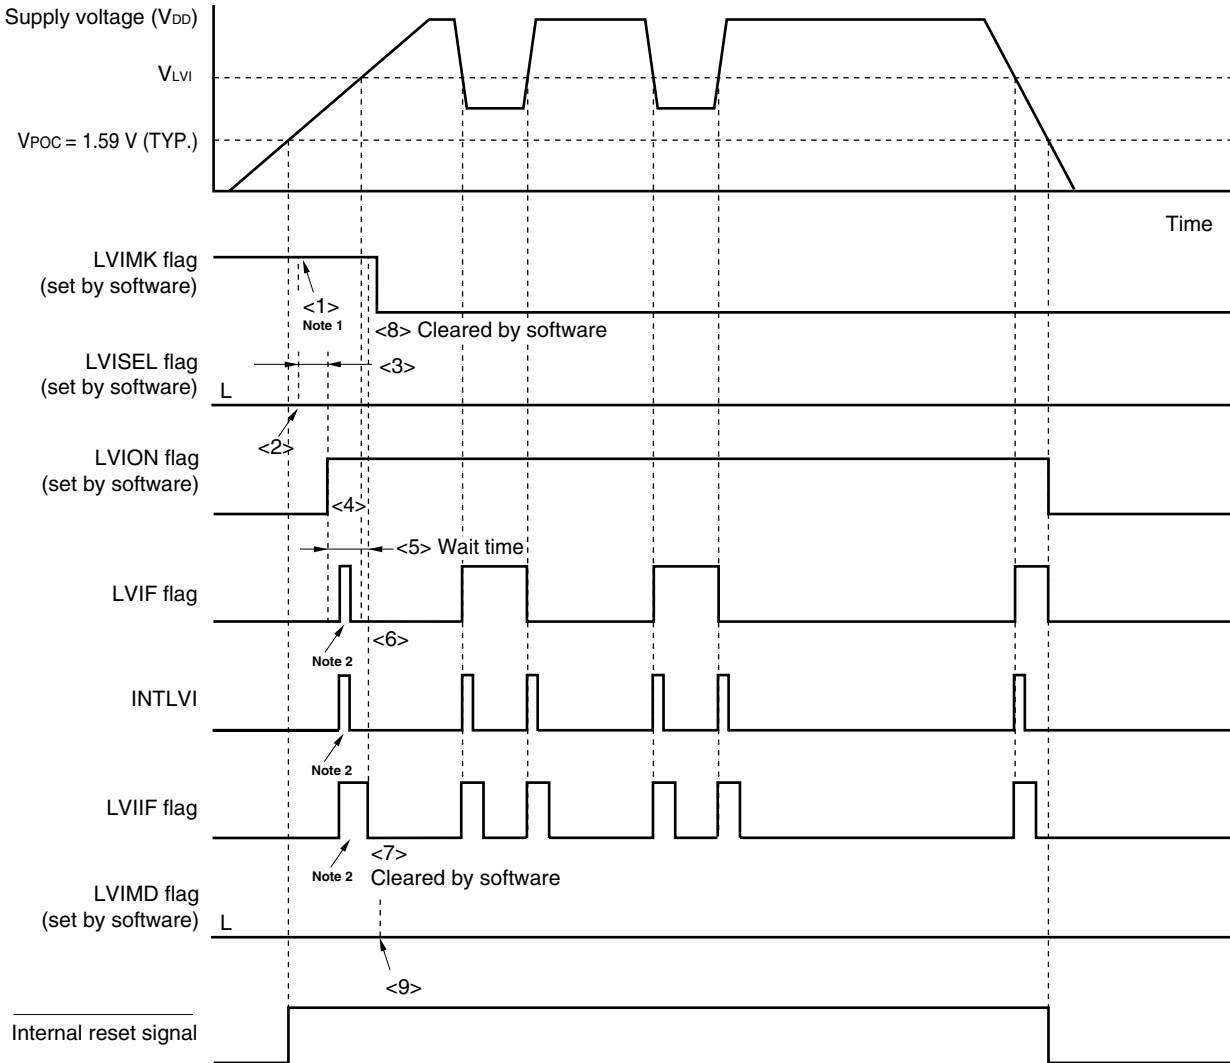 Supply voltage (VDD)
VLVI
VPOC = 1.59 V (TYP.)
Time
LVIMK flag
(set by software)
<1>
Note 1
<8> Cleared by software
LVISEL flag
(set by software)
L
<3>
<2>
LVION flag
(set by software)
<4>
<5> Wait time
LVIF flag
Note 2
<6>
INTLVI
Note 2
LVIIF flag
Note 2
<7>
Cleared by software
LVIMD flag
(set by software)
L
<9>
Internal reset signal